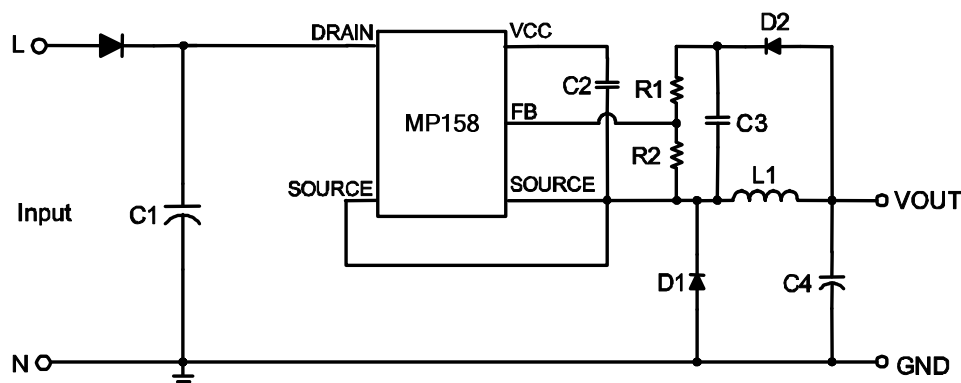 L
DRAIN
VCC
D2
C2
R1
MP158
FB
C3
R2
L1
SOURCE
SOURCE
Input
C1
VOUT
D1
C4
N
GND